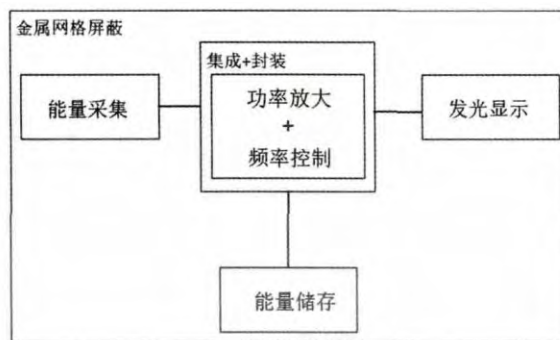 金属网格屏蔽
集成+封装
能量采集
功率放大
+
频率控制
发光显示
能量储存